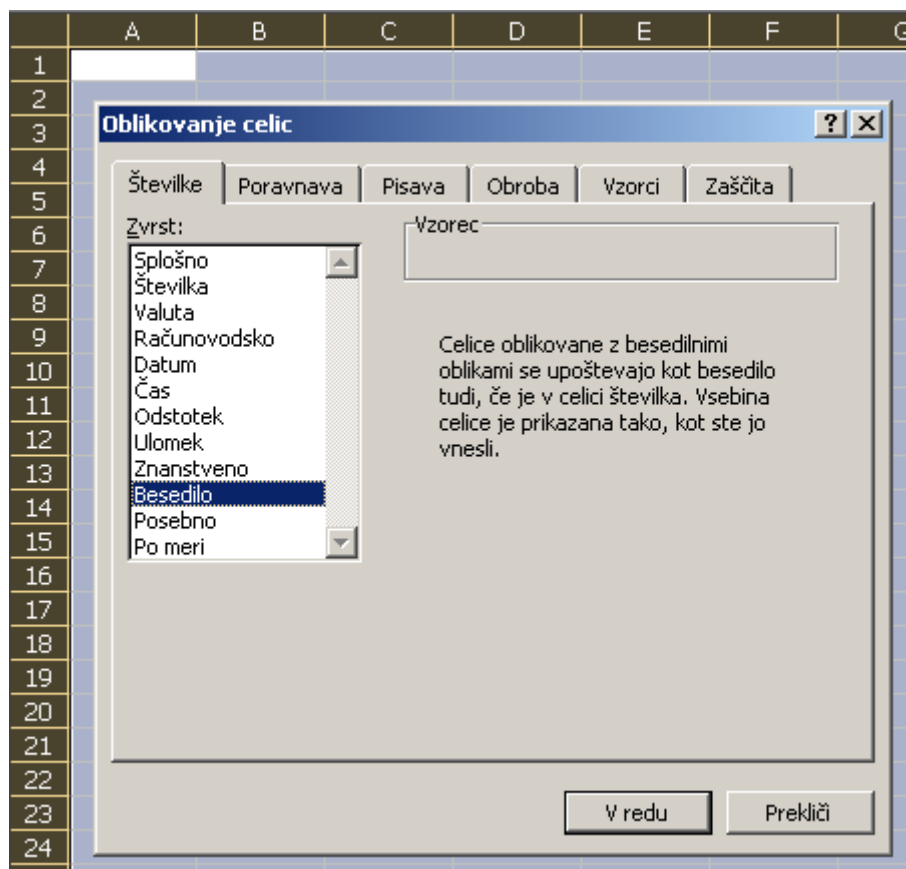 A B C D E F G
1
2
Oblikovanje celic
3
4
Številke Poravnava Pisava Obroba Vzorci Zaščita
5
6
Zvrst: Vzorec
7
Splošno
Številka
8
Valuta
9
Računovodsko
Celice oblikovane z besedilnimi
10
Datum
oblikami se upoštevajo kot besedilo
11
Čas
tudi, če je v celici številka. Vsebina
Odstotek
celice je prikazana tako, kot ste jo
12
Ulomek
vnesli.
13
Znanstveno
14
Besedilo
Posebno
15
Po meri
16
17
18
19
20
21
22
23
V redu Prekliči
24